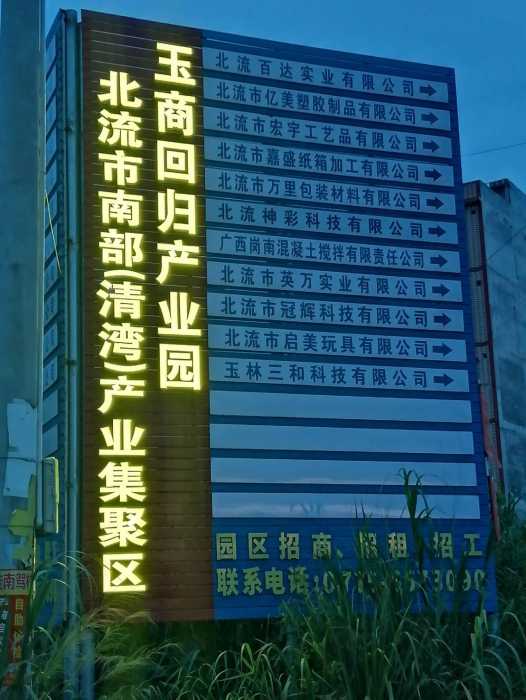 玉商回归产业园
北流市南部(清湾)产业集聚区
北流百达实业有限公司
北流市亿美塑胶制品有限公司
北流市宏宇工艺品有限公司
北流市嘉盛纸箱加工有限公司
北流市万里包装材料有限公司
北流神彩科技有限公司
广西岗南混凝土搅拌有限责任公司
北流市英万实业有限公司
北流市冠辉科技有限公司
北流市启美玩具有限公司
玉林三和科技有限公司
园区招商、招租、招工
联系电话:
南驾
自助